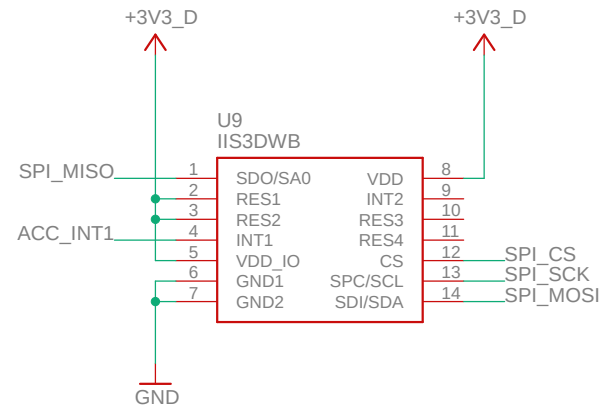 +3V3_D
+3V3_D
U9
IIS3DWB
SPI_MISO 1 SDO/SA0 VDD 8
2 RES1 INT2 9
3 RES2 RES3 10
ACC_INT1 4 INT1 RES4 11
5 VDD_IO CS 12 SPI_CS
6 GND1 SPC/SCL 13 SPI_SCK
7 GND2 SDI/SDA 14 SPI_MOSI
GND